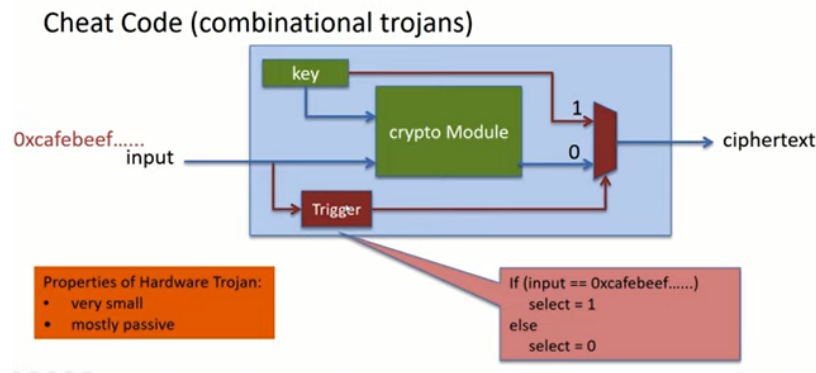 Cheat Code (combinational trojans)
key
1
crypto Module
0xcafebeef......
input
0
ciphertext
Trigger
Properties of Hardware Trojan:
• very small
• mostly passive
If (input == 0xcafebeef......)
select = 1
else
select = 0